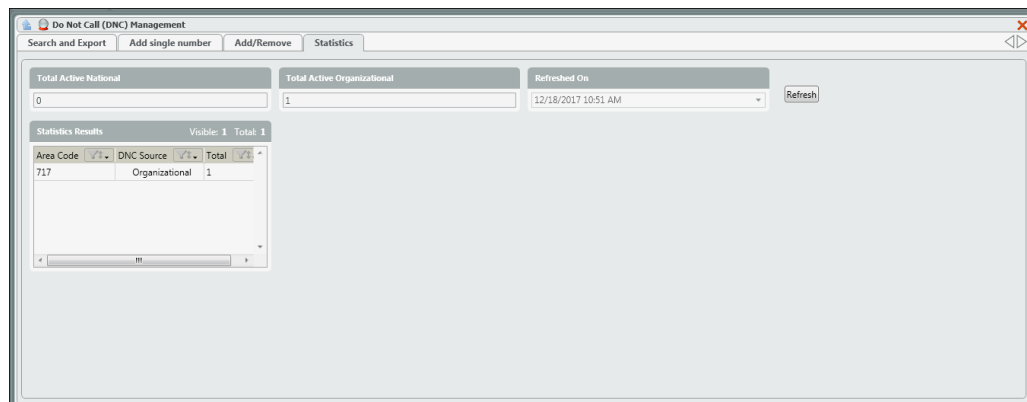 Do Not Call (DNC) Management
Search and Export Add single number Add/Remove Statistics
Total Active National Total Active Organizational Refreshed On
0 1 12/18/2017 10:51 AM Refresh
Statistics Results Visible: 1 Total: 1
Area Code DNC Source Total
717 Organizational 1